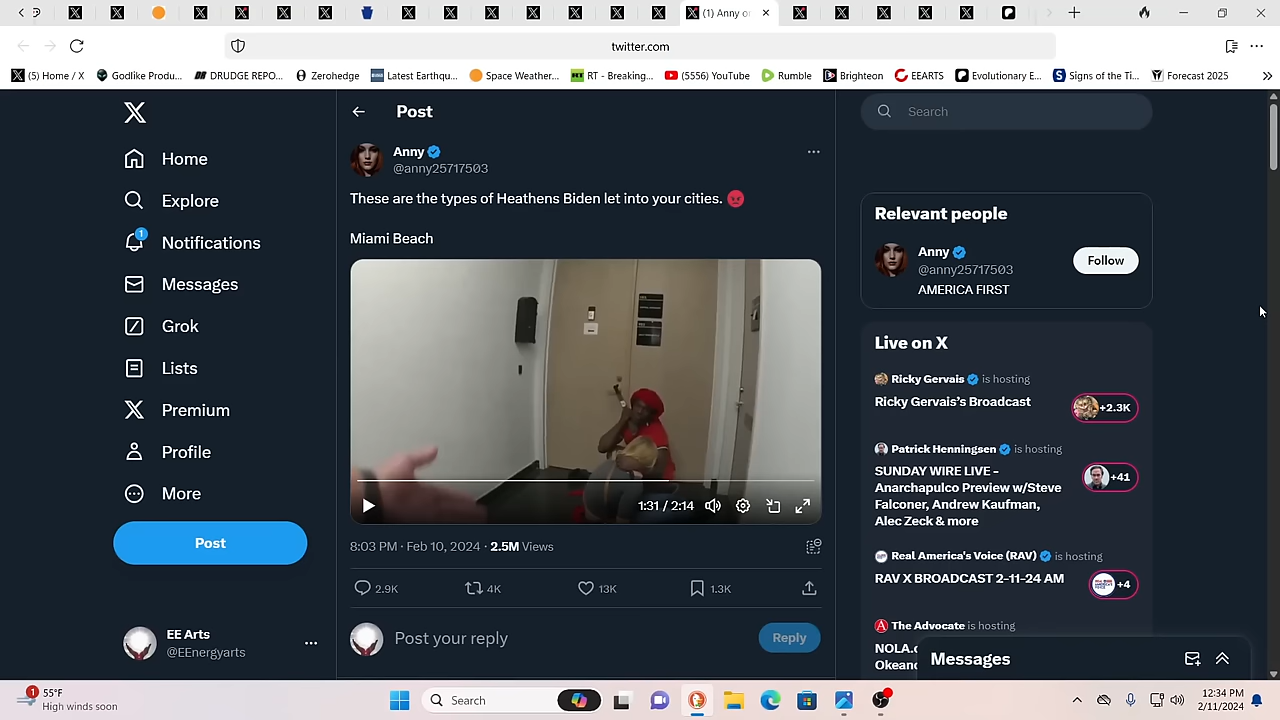 (1) Anny o
twitter.com
(5) Home / X
Godlike Produ...
DRUDGE REPO...
Zerohedge
Latest Earthqu...
Space Weather...
RT - Breaking...
(5556) YouTube
Rumble
Brighteon
EEARTS
Evolutionary E...
Signs of the Ti...
Forecast 2025
Home
Explore
1
Notifications
Messages
Grok
Lists
Premium
Profile
More
Post
EE Arts
@EEnergyarts
Post
Anny
@anny25717503
These are the types of Heathens Biden let into your cities.
Miami Beach
1:31 / 2:14
8:03 PM · Feb 10, 2024 · 2.5M Views
2.9K
4K
13K
1.3K
Post your reply
Reply
Search
Relevant people
Anny
@anny25717503
Follow
AMERICA FIRST
Live on X
Ricky Gervais is hosting
Ricky Gervais's Broadcast
+2.3K
Patrick Henningsen is hosting
SUNDAY WIRE LIVE –
Anarchapulco Preview w/Steve
Falconer, Andrew Kaufman,
Alec Zeck & more
+41
Real America's Voice (RAV) is hosting
RAV X BROADCAST 2-11-24 AM
+4
The Advocate is hosting
NOLA.
Okean
Messages
1
55°F
High winds soon
Search
12:34 PM
2/11/2024